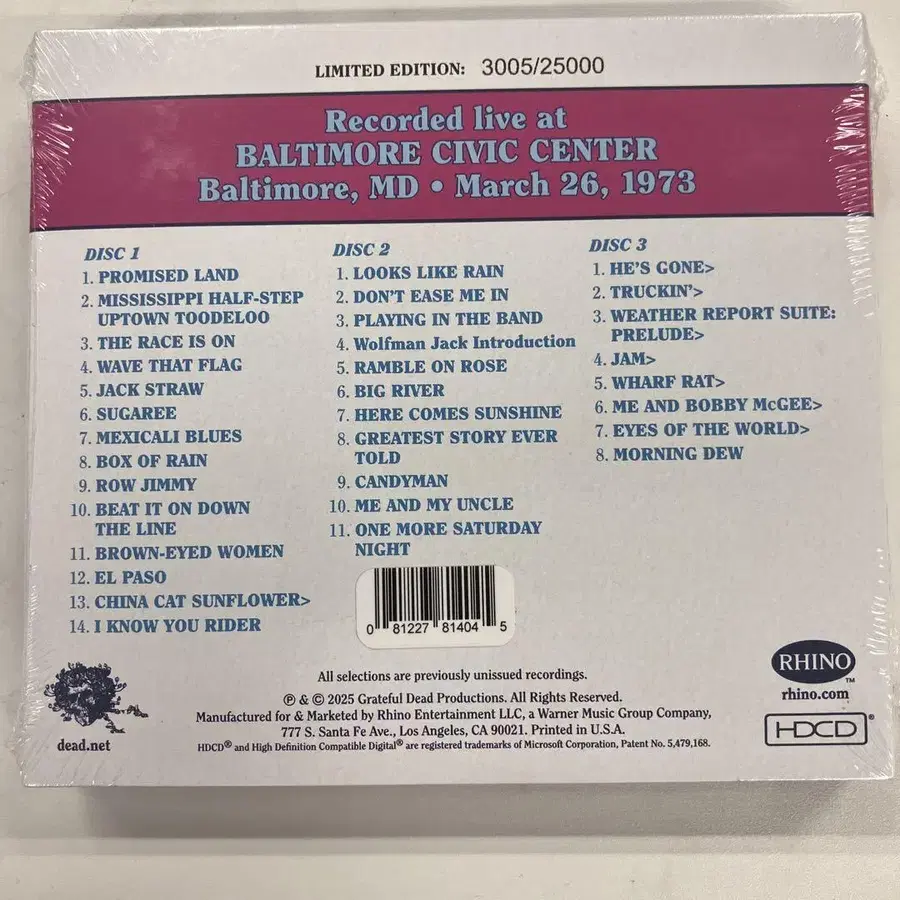 LIMITED EDITION: 3005/25000
Recorded live at
BALTIMORE CIVIC CENTER
Baltimore, MD • March 26, 1973
DISC 1
1. PROMISED LAND
2. MISSISSIPPI HALF-STEP
UPTOWN TOODELOO
3. THE RACE IS ON
4. WAVE THAT FLAG
5. JACK STRAW
6. SUGAREE
7. MEXICALI BLUES
8. BOX OF RAIN
9. ROW JIMMY
10. BEAT IT ON DOWN
THE LINE
11. BROWN-EYED WOMEN
12. EL PASO
13. CHINA CAT SUNFLOWER>
14. I KNOW YOU RIDER
DISC 2
1. LOOKS LIKE RAIN
2. DON'T EASE ME IN
3. PLAYING IN THE BAND
4. Wolfman Jack Introduction
5. RAMBLE ON ROSE
6. BIG RIVER
7. HERE COMES SUNSHINE
8. GREATEST STORY EVER
TOLD
9. CANDYMAN
10. ME AND MY UNCLE
11. ONE MORE SATURDAY
NIGHT
DISC 3
1. HE'S GONE>
2. TRUCKIN'>
3. WEATHER REPORT SUITE:
PRELUDE>
4. JAM>
5. WHARF RAT>
6. ME AND BOBBY McGEE>
7. EYES OF THE WORLD>
8. MORNING DEW
0 81227 81404 5
All selections are previously unissued recordings.
℗ & © 2025 Grateful Dead Productions. All Rights Reserved.
Manufactured for & Marketed by Rhino Entertainment LLC, a Warner Music Group Company,
777 S. Santa Fe Ave., Los Angeles, CA 90021. Printed in U.S.A.
HDCD® and High Definition Compatible Digital® are registered trademarks of Microsoft Corporation, Patent No. 5,479,168.
dead.net
RHINO™
rhino.com
HDCD®